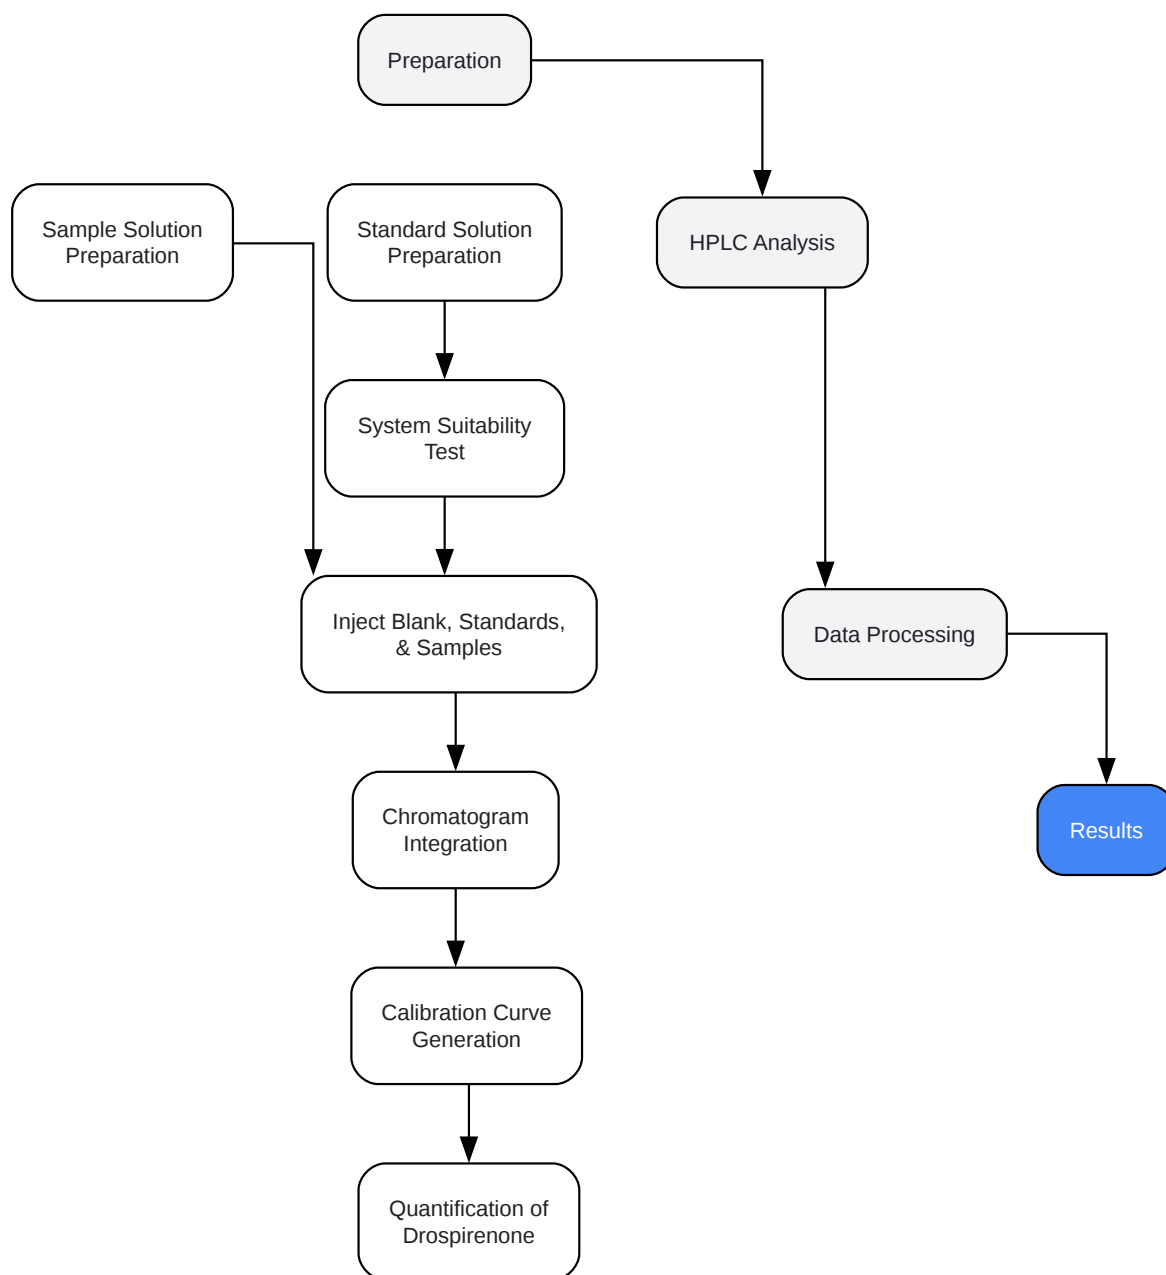 Preparation
Sample Solution
Preparation
Standard Solution
Preparation
HPLC Analysis
System Suitability
Test
Inject Blank, Standards,
& Samples
Data Processing
Chromatogram
Integration
Results
Calibration Curve
Generation
Quantification of
Drospirenone